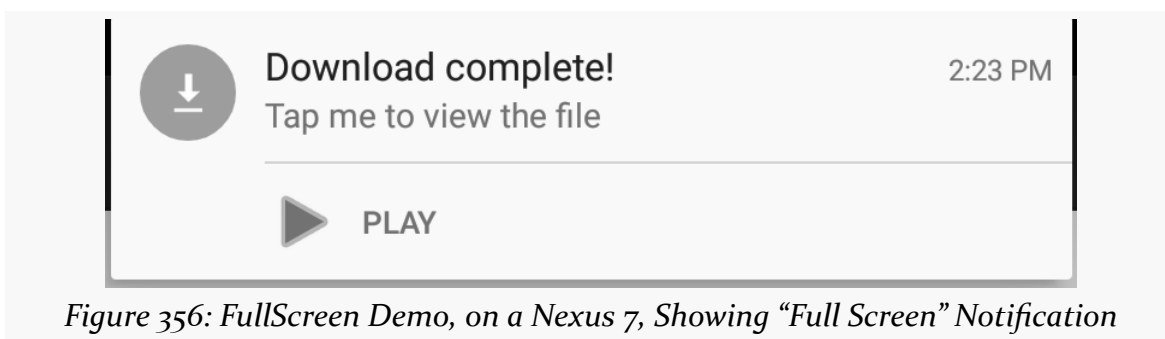 Download complete! 2:23 PM
Tap me to view the file
PLAY
Figure 356: FullScreen Demo, on a Nexus 7, Showing “Full Screen” Notification